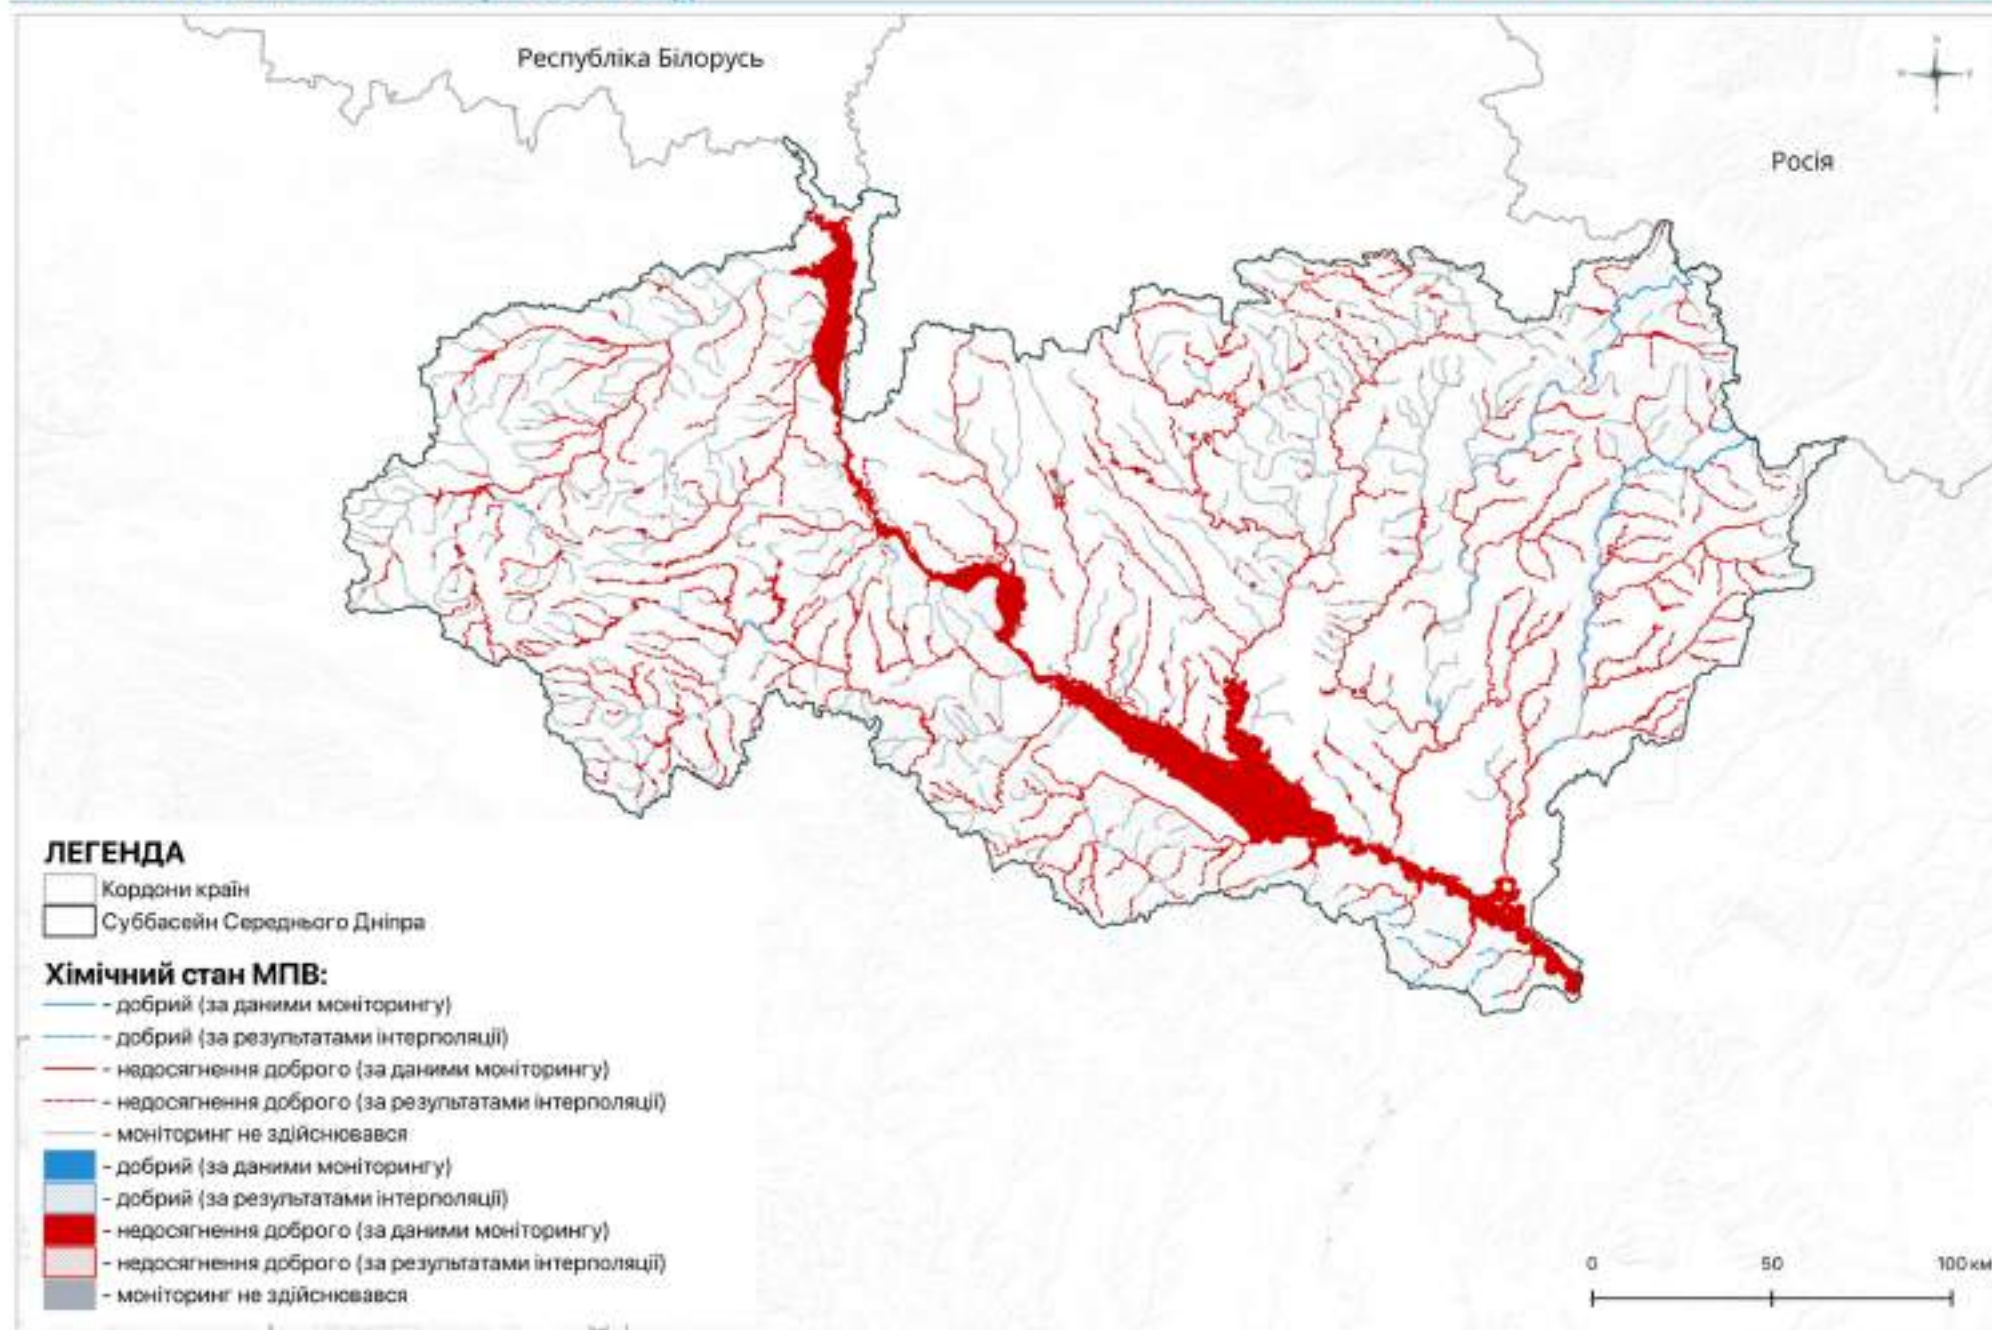 Республіка Білорусь
Росія
ЛЕГЕНДА
Кордони країн
Суббасейн Середнього Дніпра
Хімічний стан МПВ:
- добрий (за даними моніторингу)
- добрий (за результатами інтерполяції)
- недосягнення доброго (за даними моніторингу)
- недосягнення доброго (за результатами інтерполяції)
- моніторинг не здійснювався
- добрий (за даними моніторингу)
- добрий (за результатами інтерполяції)
- недосягнення доброго (за даними моніторингу)
- недосягнення доброго (за результатами інтерполяції)
- моніторинг не здійснювався
0 50 100 км